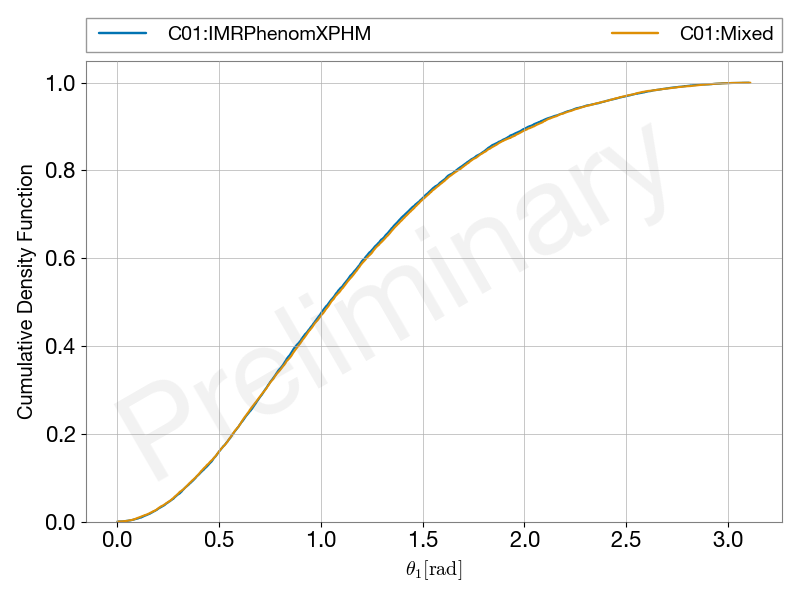 C01:IMRPhenomXPHM C01:Mixed
Cumulative Density Function
1.0
0.8
0.6
0.4
0.2
0.0
Preliminary
0.0 0.5 1.0 1.5 2.0 2.5 3.0
θ₁[rad]